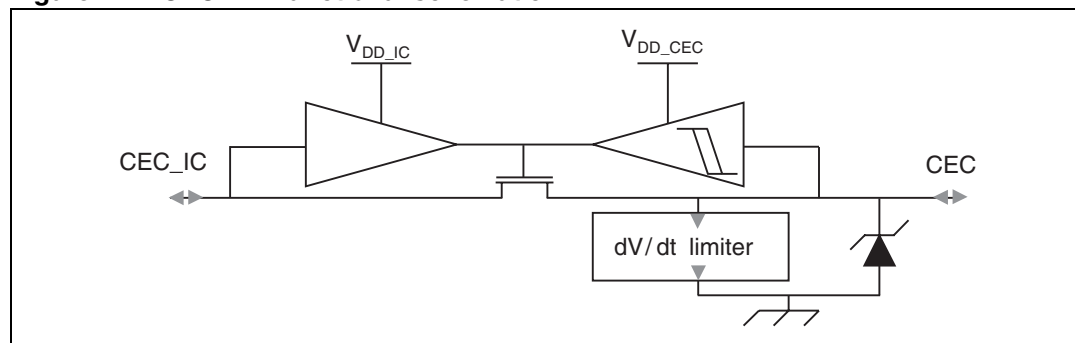 V_DD_IC
V_DD_CEC
CEC_IC
CEC
dV/dt limiter